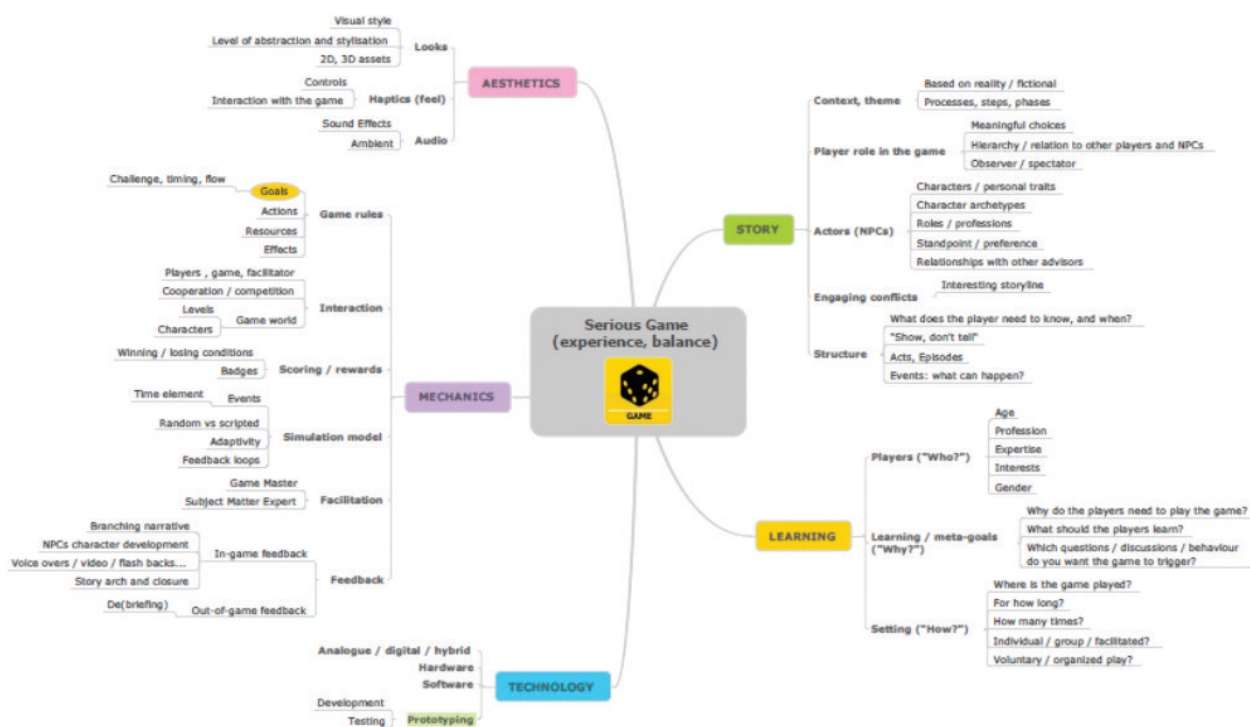 Visual style
Level of abstraction and stylisation
2D, 3D assets
Looks
Controls
Interaction with the game
Haptics (feel)
Sound Effects
Ambient
Audio
AESTHETICS
Challenge, timing, flow
Goals
Actions
Resources
Effects
Game rules
Players , game, facilitator
Cooperation / competition
Levels
Characters
Game world
Interaction
Winning / losing conditions
Badges
Scoring / rewards
Time element
Events
Random vs scripted
Adaptivity
Feedback loops
Simulation model
Game Master
Subject Matter Expert
Facilitation
Branching narrative
NPCs character development
Voice overs / video / flash backs...
Story arch and closure
In-game feedback
De(briefing)
Out-of-game feedback
Feedback
MECHANICS
Analogue / digital / hybrid
Hardware
Software
Development
Testing
Prototyping
TECHNOLOGY
Serious Game
(experience, balance)
GAME
STORY
Context, theme
Based on reality / fictional
Processes, steps, phases
Player role in the game
Meaningful choices
Hierarchy / relation to other players and NPCs
Observer / spectator
Actors (NPCs)
Characters / personal traits
Character archetypes
Roles / professions
Standpoint / preference
Relationships with other advisors
Engaging conflicts
Interesting storyline
Structure
What does the player need to know, and when?
"Show, don't tell"
Acts, Episodes
Events: what can happen?
LEARNING
Players ("Who?")
Age
Profession
Expertise
Interests
Gender
Learning / meta-goals
("Why?")
Why do the players need to play the game?
What should the players learn?
Which questions / discussions / behaviour
do you want the game to trigger?
Setting ("How?")
Where is the game played?
For how long?
How many times?
Individual / group / facilitated?
Voluntary / organized play?